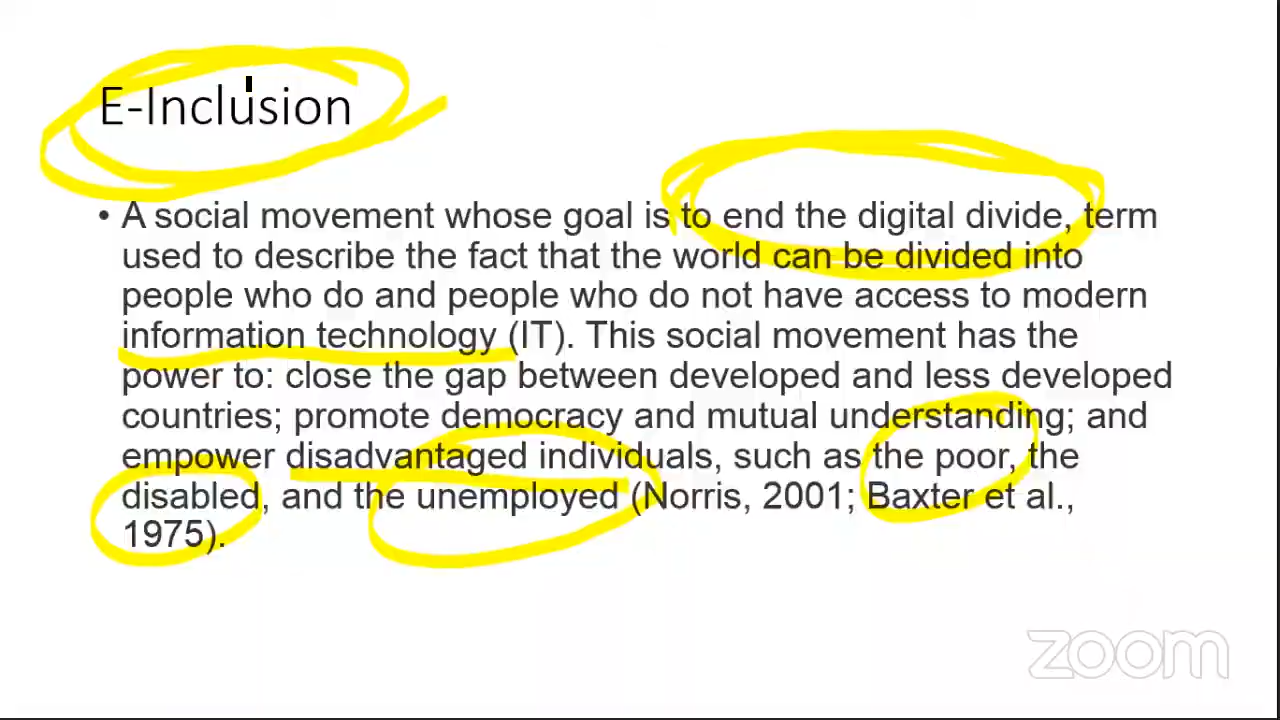 E-Inclusion
• A social movement whose goal is to end the digital divide, term
used to describe the fact that the world can be divided into
people who do and people who do not have access to modern
information technology (IT). This social movement has the
power to: close the gap between developed and less developed
countries; promote democracy and mutual understanding; and
empower disadvantaged individuals, such as the poor, the
disabled, and the unemployed (Norris, 2001; Baxter et al.,
1975).
zoom